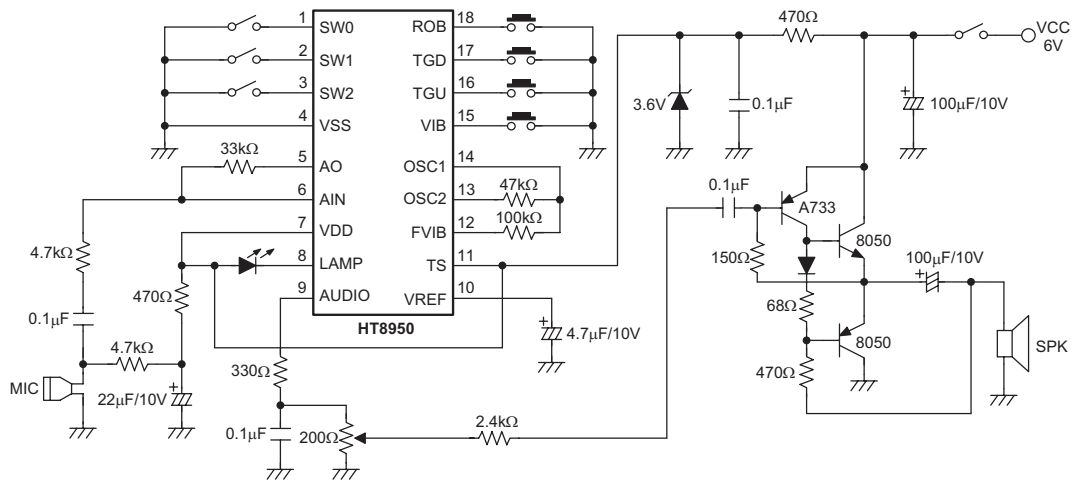 1 SW0
2 SW1
3 SW2
4 VSS
5 AO
6 AIN
7 VDD
8 LAMP
9 AUDIO
ROB 18
TGD 17
TGU 16
VIB 15
OSC1 14
OSC2 13
FVIB 12
TS 11
VREF 10
HT8950
33kΩ
4.7kΩ
0.1µF
470Ω
4.7kΩ
MIC
22µF/10V
330Ω
0.1µF
200Ω
2.4kΩ
47kΩ
100kΩ
+
4.7µF/10V
+
3.6V
0.1µF
470Ω
+
100µF/10V
VCC
6V
0.1µF
A733
8050
150Ω
68Ω
100µF/10V
+
8050
470Ω
SPK